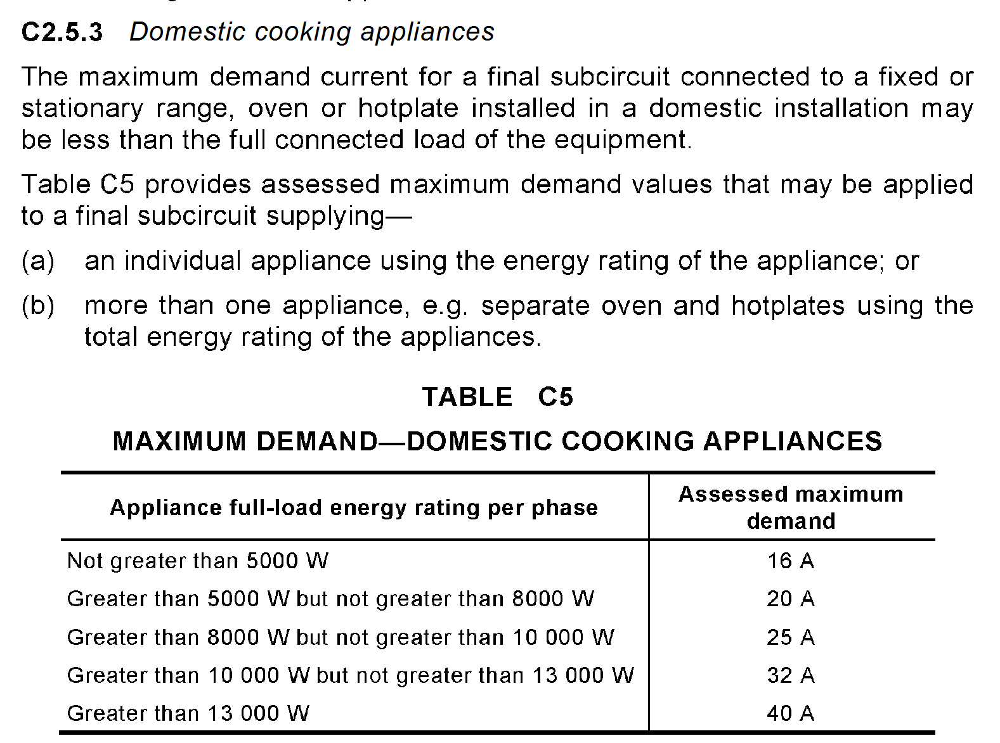 C2.5.3 Domestic cooking appliances
The maximum demand current for a final subcircuit connected to a fixed or
stationary range, oven or hotplate installed in a domestic installation may
be less than the full connected load of the equipment.
Table C5 provides assessed maximum demand values that may be applied
to a final subcircuit supplying—
(a) an individual appliance using the energy rating of the appliance; or
(b) more than one appliance, e.g. separate oven and hotplates using the
total energy rating of the appliances.
TABLE C5
MAXIMUM DEMAND—DOMESTIC COOKING APPLIANCES
Appliance full-load energy rating per phase
Assessed maximum
demand
Not greater than 5000 W 16 A
Greater than 5000 W but not greater than 8000 W 20 A
Greater than 8000 W but not greater than 10 000 W 25 A
Greater than 10 000 W but not greater than 13 000 W 32 A
Greater than 13 000 W 40 A